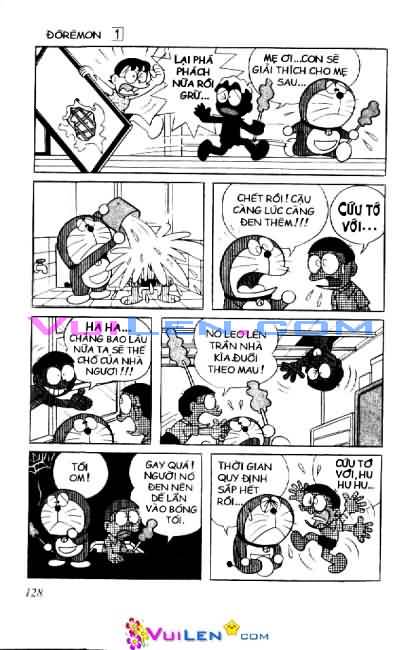 ĐÔRÊMON 1
LẠI PHÁ
PHÁCH
NỮA RỒI
GRỪ...
MẸ ƠI...CON SẼ
GIẢI THÍCH CHO MẸ
SAU...
CHẾT RỒI! CẬU
CÀNG LÚC CÀNG
ĐEN THÊM!!!
CỨU TỚ
VỚI...
HA HA...
CHẲNG BAO LÂU
NỮA TA SẼ THẾ
CHỖ CỦA NHÀ
NGƯƠI!!!
NÓ LEO LÊN
TRẦN NHÀ
KÌA.ĐUỔI
THEO MAU!
VUILEN.COM
TỐI
OM!
GAY QUÁ!
NGƯỜI NÓ
ĐEN NÊN
DỄ LẨN
VÀO BÓNG
TỐI.
THỜI GIAN
QUY ĐỊNH
SẮP HẾT
RỒI...
CỨU TỚ
VỚI, HU
HU HU...
128
VUILEN.COM